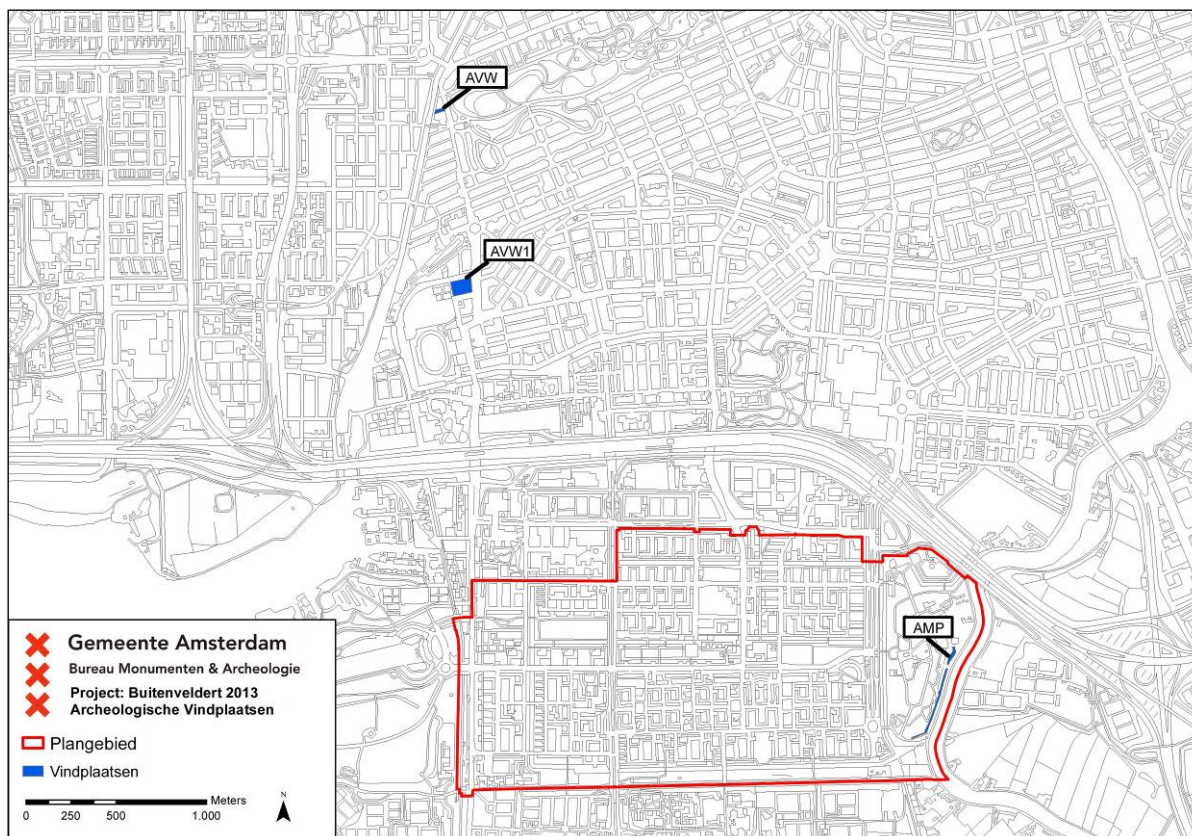 AVW
AVW1
AMP
Gemeente Amsterdam
Bureau Monumenten & Archeologie
Project: Buitenveldert 2013
Archeologische Vindplaatsen
Plangebied
Vindplaatsen
Meters
0 250 500 1.000
N